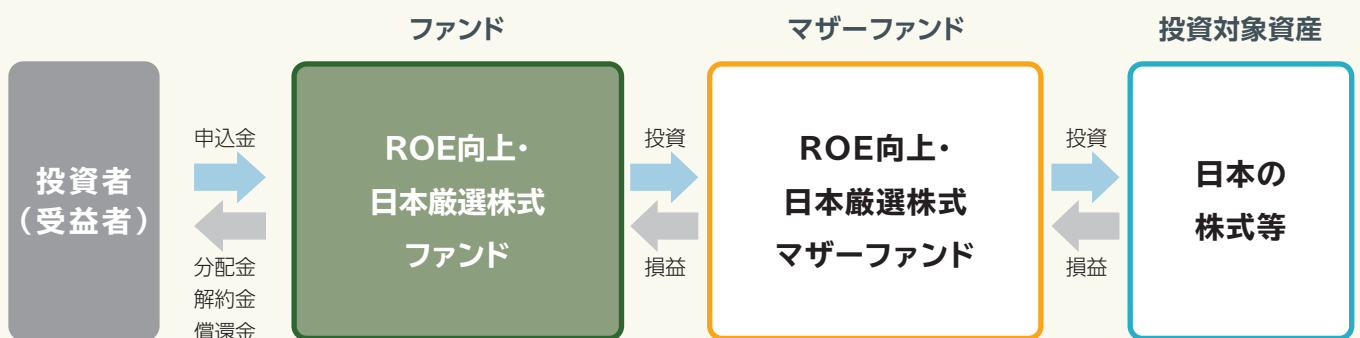 ファンド
マザーファンド
投資対象資産
投資者
（受益者）
申込金
分配金
解約金
償還金
ROE向上・
日本厳選株式
ファンド
投資
損益
ROE向上・
日本厳選株式
マザーファンド
投資
損益
日本の
株式等